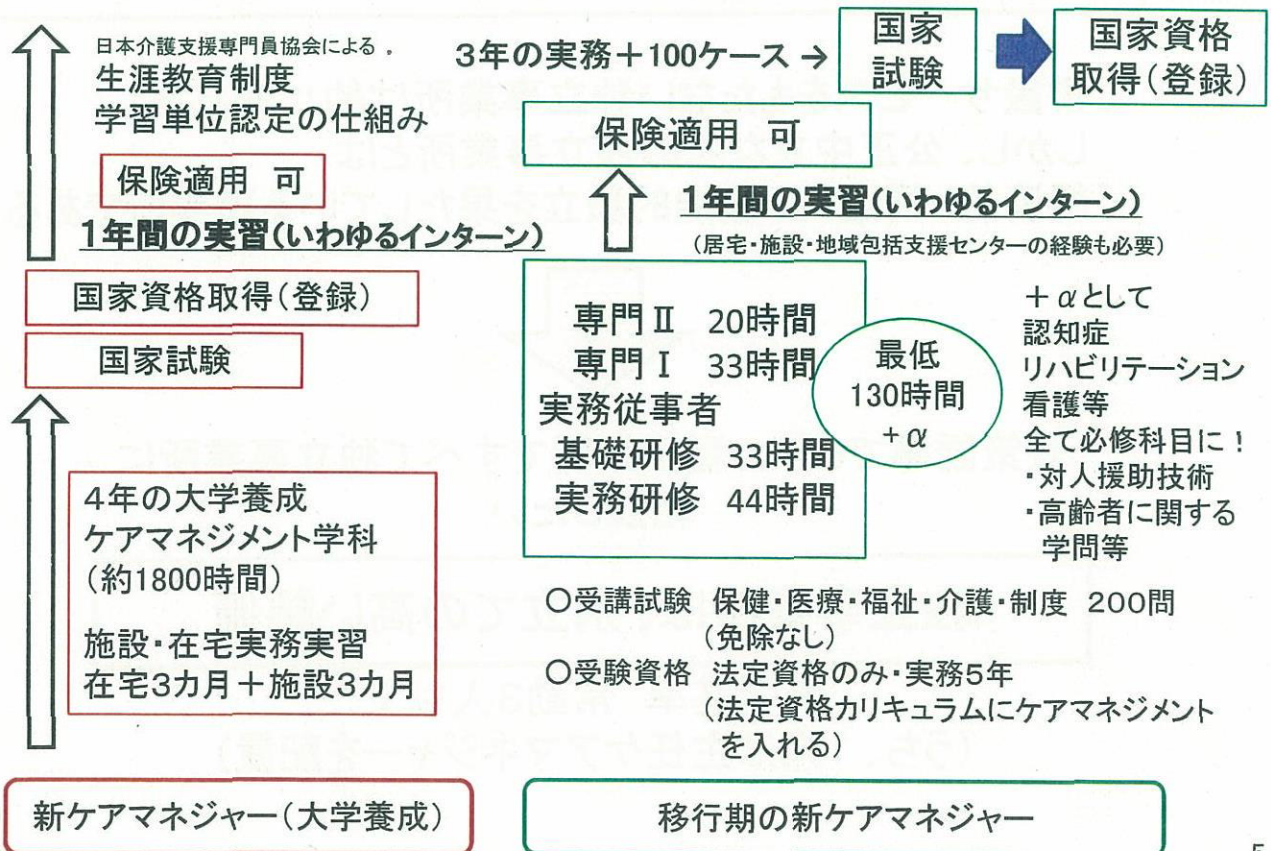 日本介護支援専門員協会による .
生涯教育制度
学習単位認定の仕組み
保険適用 可
1年間の実習(いわゆるインターン)
国家資格取得(登録)
国家試験
4年の大学養成
ケアマネジメント学科
(約1800時間)
施設・在宅実務実習
在宅3カ月+施設3カ月
新ケアマネジャー(大学養成)
3年の実務+100ケース →
国家
試験
国家資格
取得(登録)
保険適用 可
1年間の実習(いわゆるインターン)
(居宅・施設・地域包括支援センターの経験も必要)
専門Ⅱ 20時間
専門Ⅰ 33時間
実務従事者
基礎研修 33時間
実務研修 44時間
最低
130時間
+α
+αとして
認知症
リハビリテーション
看護等
全て必修科目に!
・対人援助技術
・高齢者に関する
学問等
○受講試験 保健・医療・福祉・介護・制度 200問
(免除なし)
○受験資格 法定資格のみ・実務5年
(法定資格カリキュラムにケアマネジメント
を入れる)
移行期の新ケアマネジャー
5